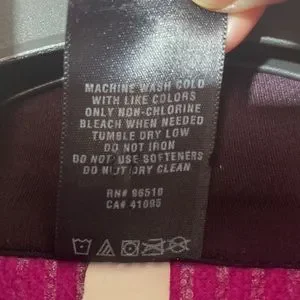 MACHINE WASH COLD
WITH LIKE COLORS
ONLY NON-CHLORINE
BLEACH WHEN NEEDED
TUMBLE DRY LOW
DO NOT IRON
DO NOT USE SOFTENERS
DO NOT DRY CLEAN
RN# 96510
CA# 41095